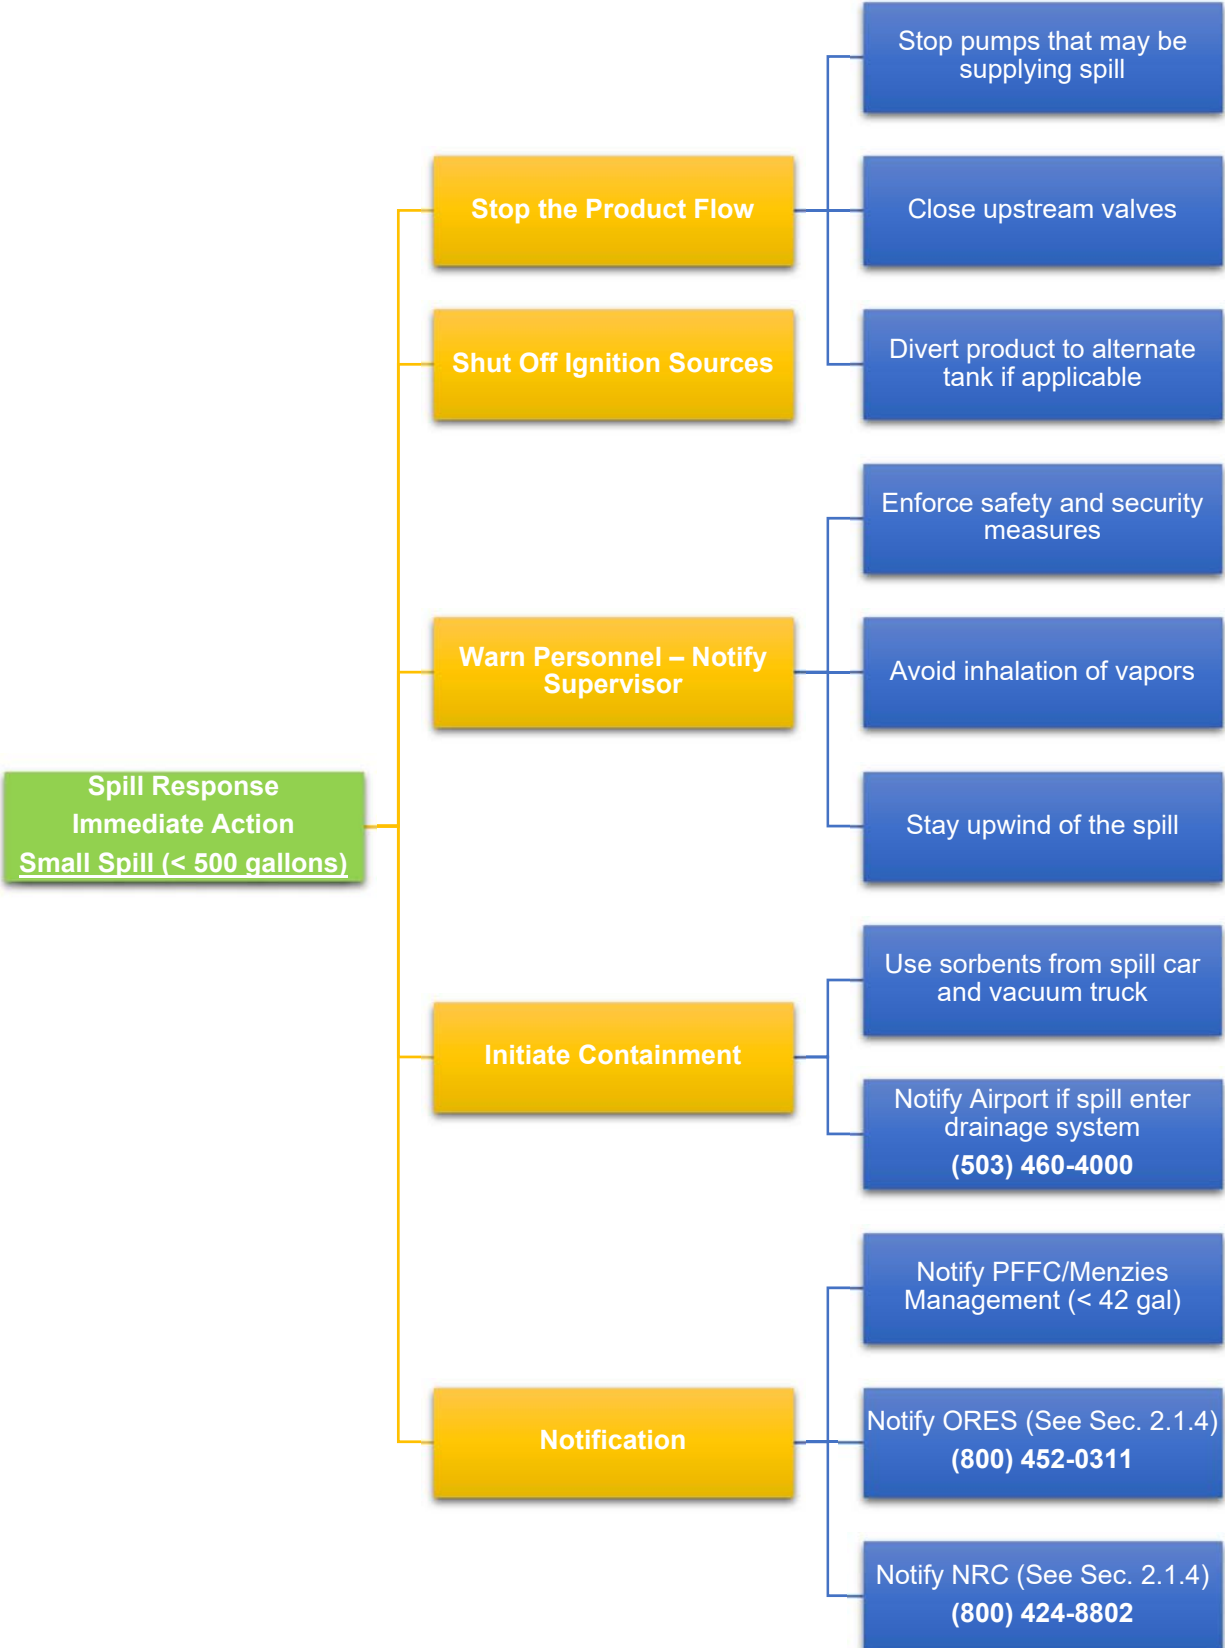 Spill Response
Immediate Action
Small Spill (< 500 gallons)
Stop the Product Flow
Stop pumps that may be
supplying spill
Close upstream valves
Divert product to alternate
tank if applicable
Shut Off Ignition Sources
Warn Personnel – Notify
Supervisor
Enforce safety and security
measures
Avoid inhalation of vapors
Stay upwind of the spill
Initiate Containment
Use sorbents from spill car
and vacuum truck
Notify Airport if spill enter
drainage system
(503) 460-4000
Notification
Notify PFFC/Menzies
Management (< 42 gal)
Notify ORES (See Sec. 2.1.4)
(800) 452-0311
Notify NRC (See Sec. 2.1.4)
(800) 424-8802